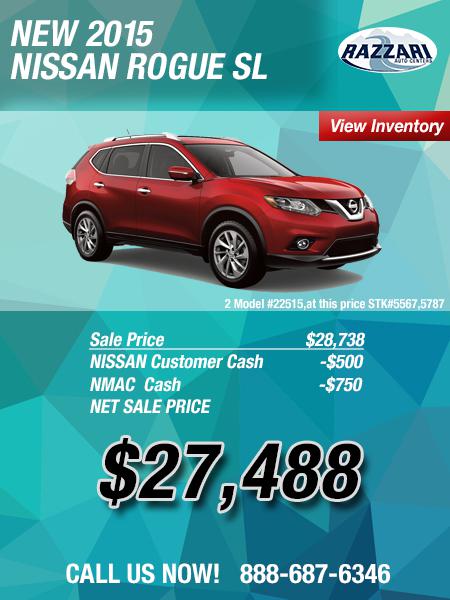 NEW 2015
NISSAN ROGUE SL
RAZZARI
AUTO CENTERS
View Inventory
2 Model #22515,at this price STK#5567,5787
Sale Price $28,738
NISSAN Customer Cash -$500
NMAC Cash -$750
NET SALE PRICE
$27,488
CALL US NOW! 888-687-6346